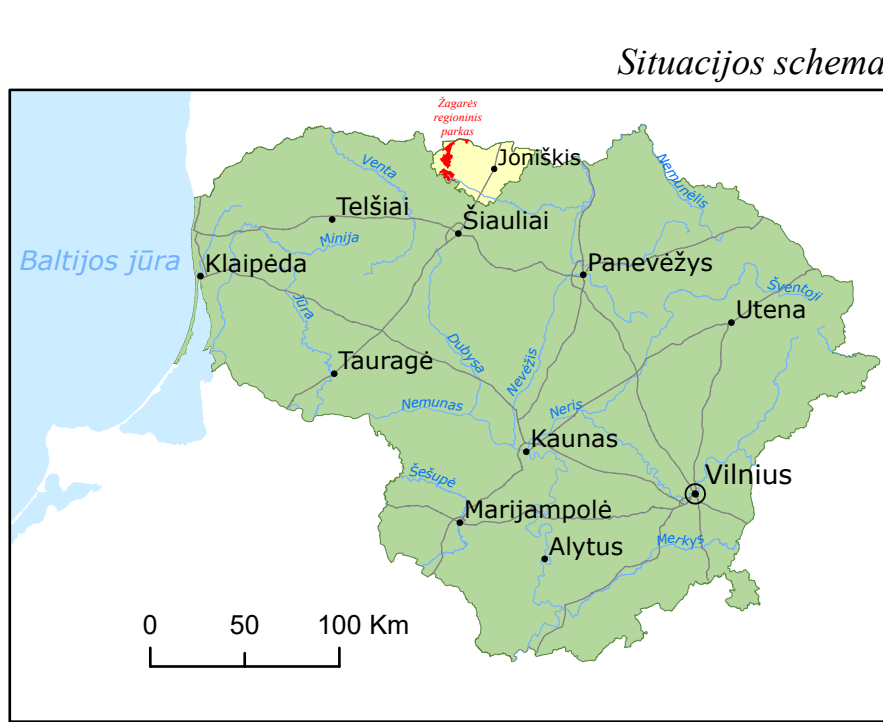 Situacijos schema
Žagarės
regioninis
parkas
Joniškis
Venta
Nemunėlis
Telšiai
Šiauliai
Minija
Baltijos jūra
Klaipėda
Panevėžys
Šventoji
Jūra
Utena
Dubysa
Nevėžis
Tauragė
Nemunas
Neris
Kaunas
Šešupė
Vilnius
Marijampolė
Merkys
Alytus
0 50 100 Km